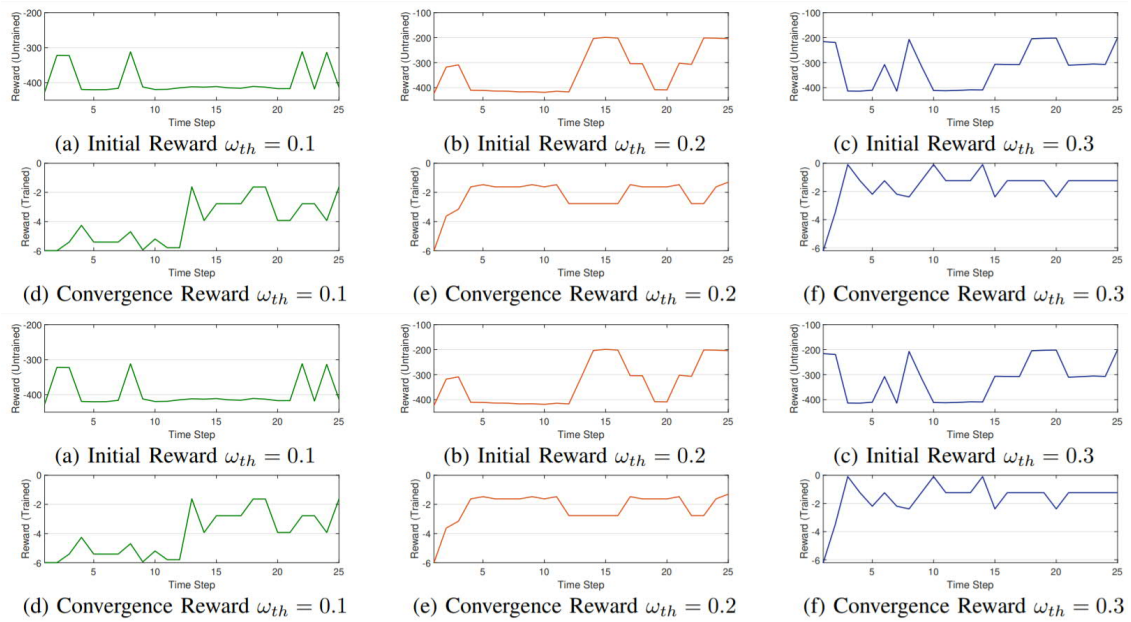 -200
-300
-400
Reward (Untrained)
5 10 15 20 25
Time Step
(a) Initial Reward ω_th = 0.1
-100
-200
-300
-400
Reward (Untrained)
5 10 15 20 25
Time Step
(b) Initial Reward ω_th = 0.2
-100
-200
-300
-400
Reward (Untrained)
5 10 15 20 25
Time Step
(c) Initial Reward ω_th = 0.3
0
-2
-4
-6
Reward (Trained)
5 10 15 20 25
Time Step
(d) Convergence Reward ω_th = 0.1
0
-2
-4
-6
Reward (Trained)
5 10 15 20 25
Time Step
(e) Convergence Reward ω_th = 0.2
0
-2
-4
-6
Reward (Trained)
5 10 15 20 25
Time Step
(f) Convergence Reward ω_th = 0.3
-200
-300
-400
Reward (Untrained)
5 10 15 20 25
Time Step
(a) Initial Reward ω_th = 0.1
-100
-200
-300
-400
Reward (Untrained)
5 10 15 20 25
Time Step
(b) Initial Reward ω_th = 0.2
-100
-200
-300
-400
Reward (Untrained)
5 10 15 20 25
Time Step
(c) Initial Reward ω_th = 0.3
0
-2
-4
-6
Reward (Trained)
5 10 15 20 25
Time Step
(d) Convergence Reward ω_th = 0.1
0
-2
-4
-6
Reward (Trained)
5 10 15 20 25
Time Step
(e) Convergence Reward ω_th = 0.2
0
-2
-4
-6
Reward (Trained)
5 10 15 20 25
Time Step
(f) Convergence Reward ω_th = 0.3